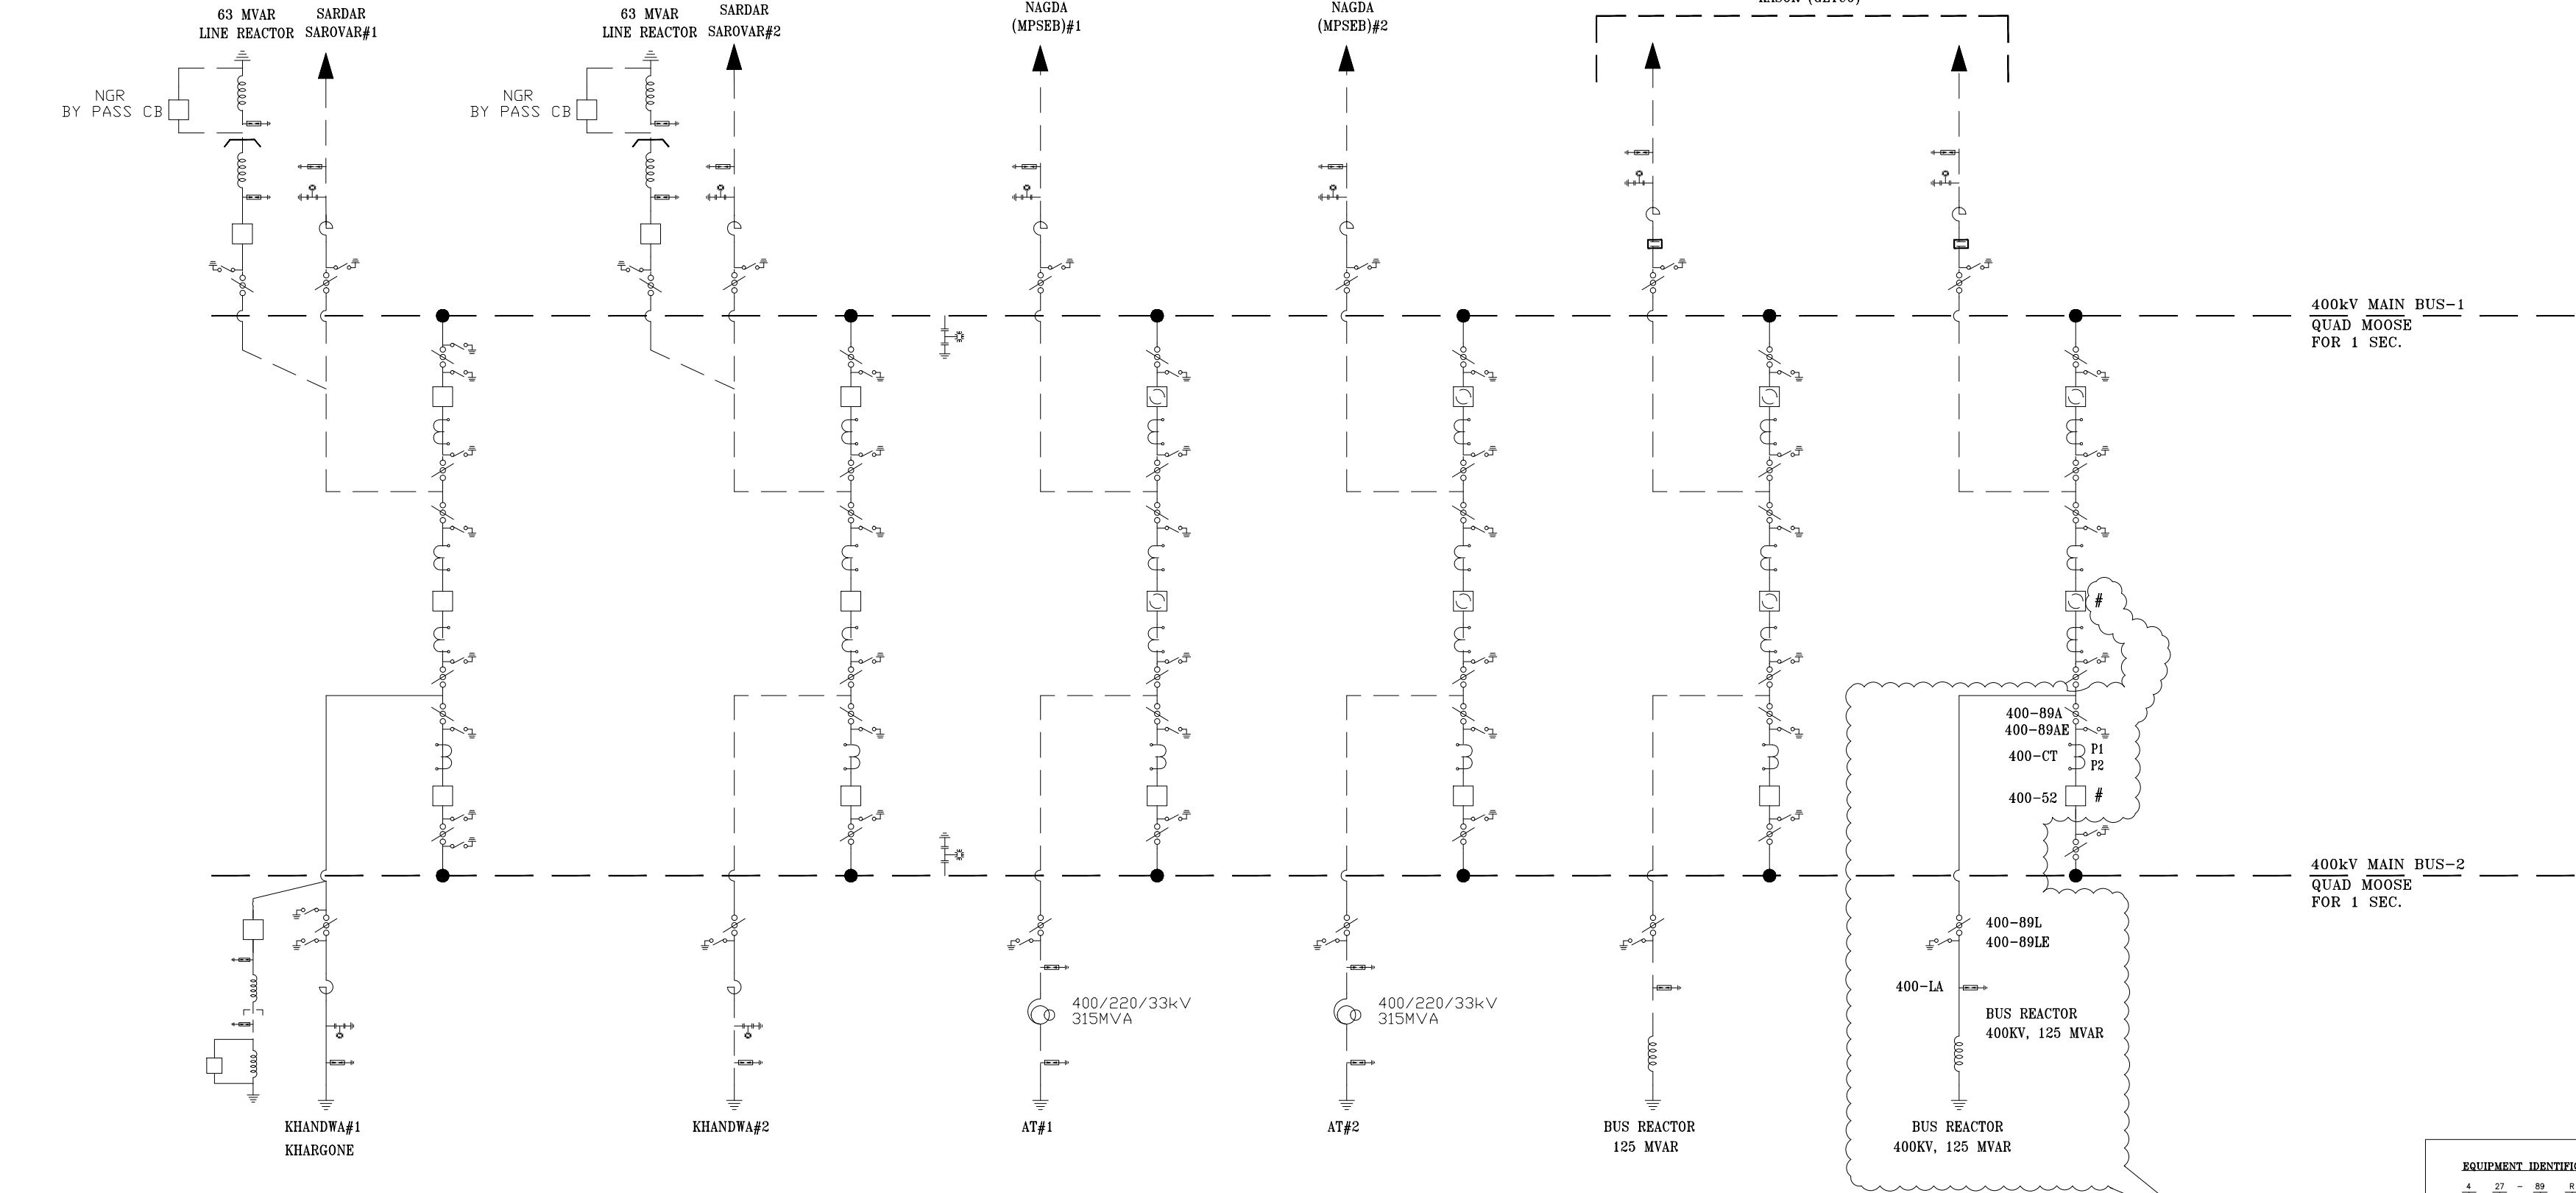 63 MVAR
LINE REACTOR
SARDAR
SAROVAR#1
63 MVAR
LINE REACTOR
SARDAR
SAROVAR#2
NAGDA
(MPSEB)#1
NAGDA
(MPSEB)#2
NGR
BY PASS CB
NGR
BY PASS CB
400kV MAIN BUS-1
QUAD MOOSE
FOR 1 SEC.
#
400-89A
400-89AE
400-CT
P1
P2
400-52
#
400kV MAIN BUS-2
QUAD MOOSE
FOR 1 SEC.
400-89L
400-89LE
400-LA
BUS REACTOR
400KV, 125 MVAR
400/220/33kV
315MVA
400/220/33kV
315MVA
KHANDWA#1
KHARGONE
KHANDWA#2
AT#1
AT#2
BUS REACTOR
125 MVAR
BUS REACTOR
400KV, 125 MVAR
EQUIPMENT
4 27 - 89 R